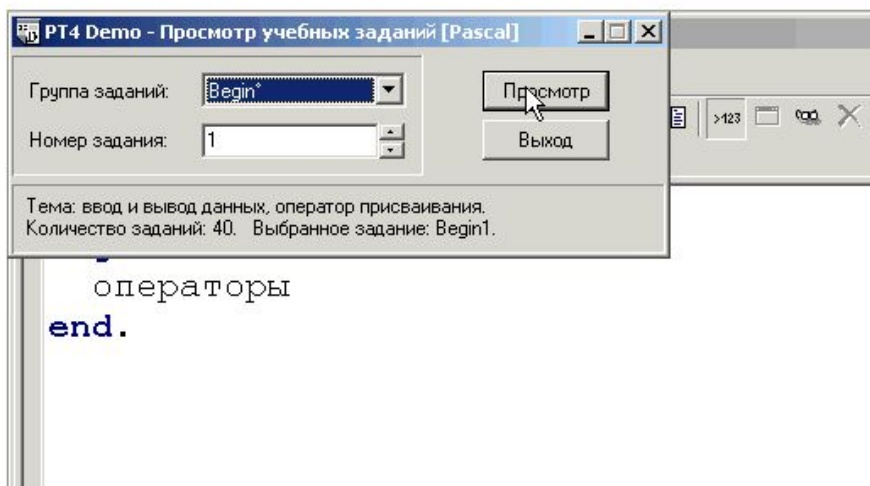 PT4 Demo - Просмотр учебных заданий [Pascal]
Группа заданий: Begin* Просмотр
Номер задания: 1 Выход
>123
Тема: ввод и вывод данных, оператор присваивания.
Количество заданий: 40. Выбранное задание: Begin1.
операторы
end.